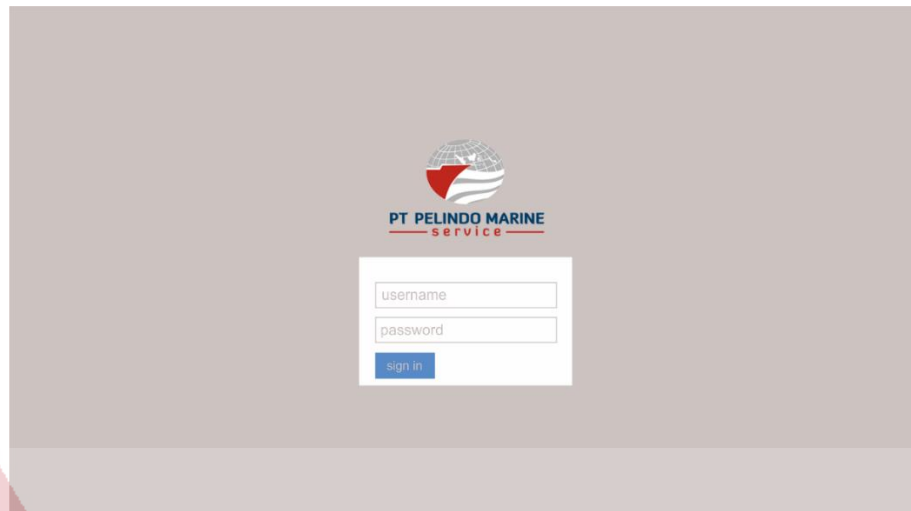 PT PELINDO MARINE
service
username
password
sign in